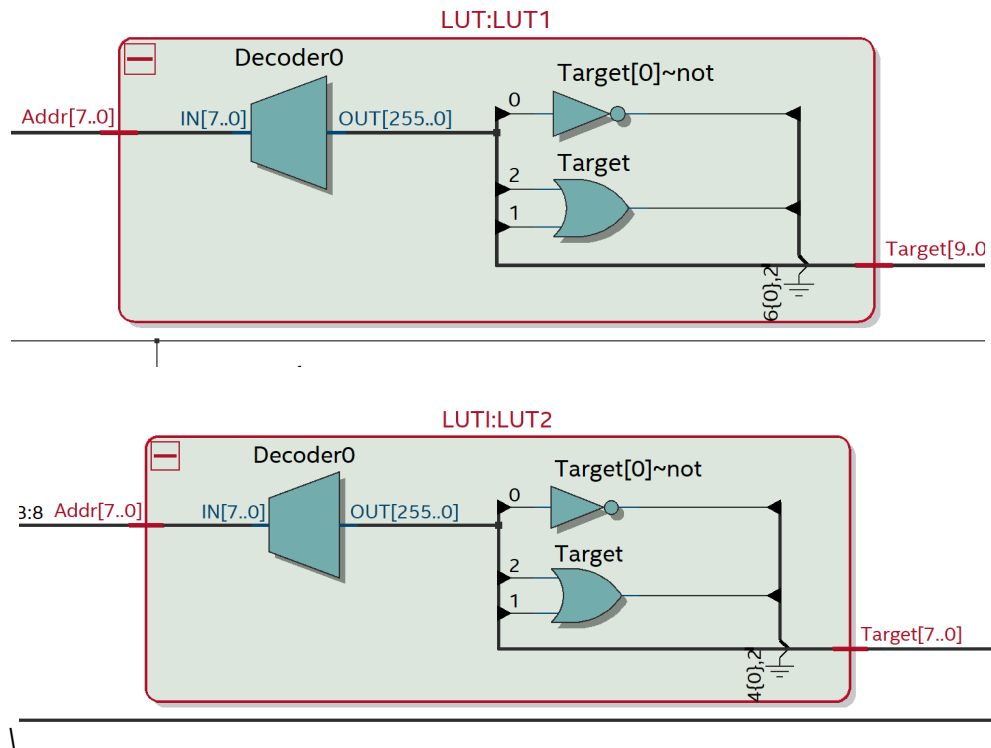 LUT:LUT1
Decoder0
Target[0]~not
Addr[7..0]
IN[7..0]
OUT[255..0]
0
Target
2
1
Target[9..0
6{0},2
LUTI:LUT2
Decoder0
Target[0]~not
3:8
Addr[7..0]
IN[7..0]
OUT[255..0]
0
Target
2
1
Target[7..0]
4{0},2
\